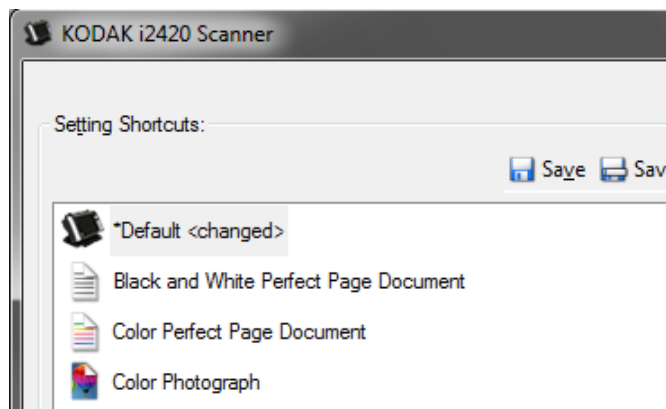 KODAK i2420 Scanner
Setting Shortcuts:
Save Sav
*Default <changed>
Black and White Perfect Page Document
Color Perfect Page Document
Color Photograph